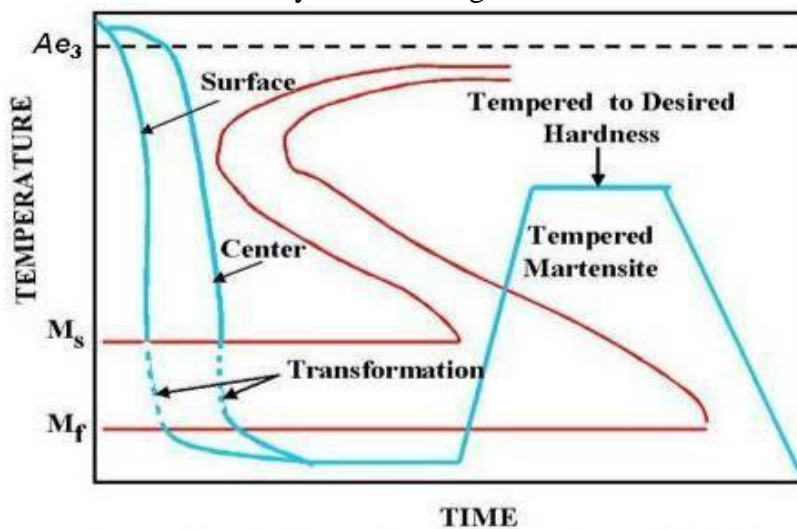 Ae3
Surface
Tempered to Desired
Hardness
TEMPERATURE
Center
Tempered
Martensite
Ms
Transformation
Mf
TIME